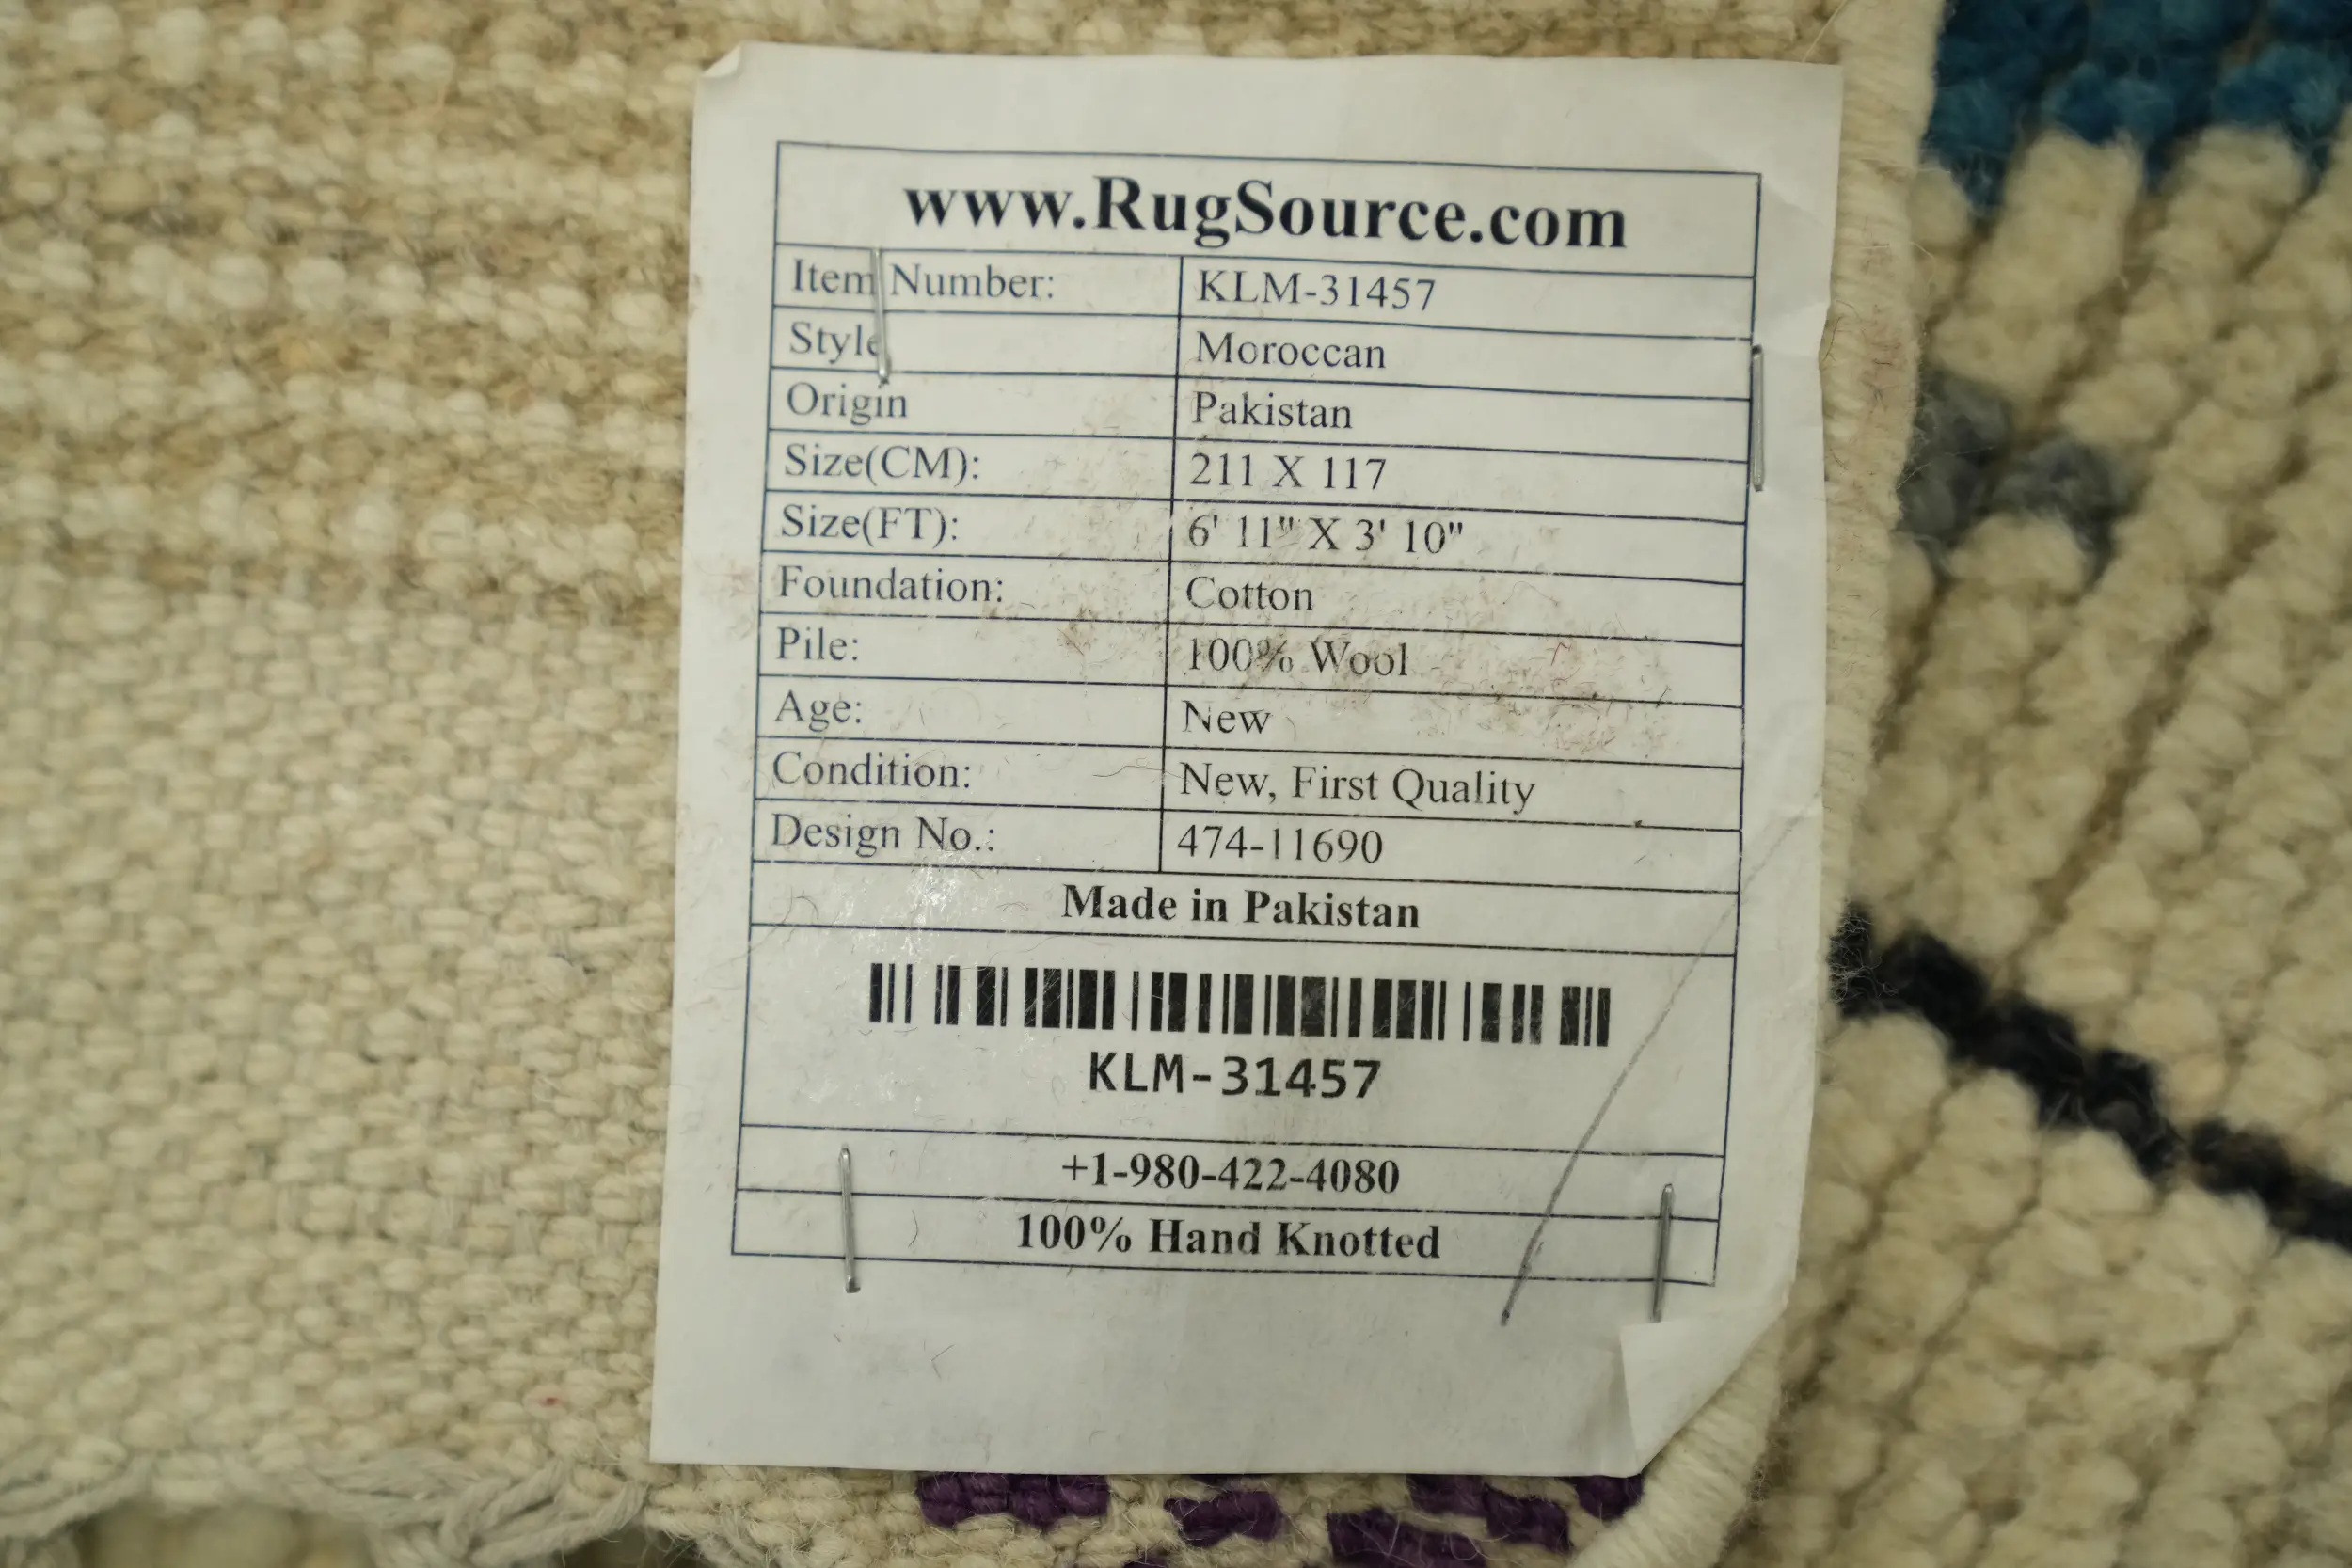 www.RugSource.com
Item Number: KLM-31457
Style Moroccan
Origin Pakistan
Size(CM): 211 X 117
Size(FT): 6' 11" X 3' 10"
Foundation: Cotton
Pile: 100% Wool
Age: New
Condition: New, First Quality
Design No.: 474-11690
Made in Pakistan
KLM-31457
+1-980-422-4080
100% Hand Knotted